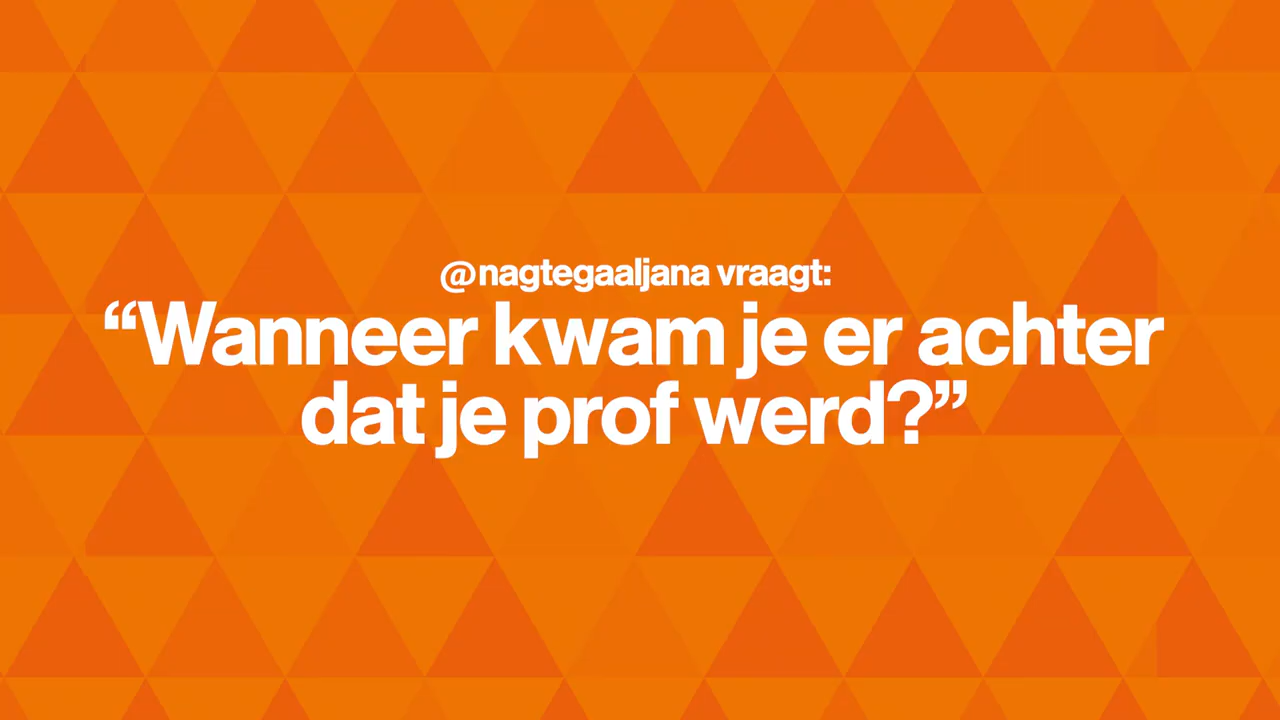 @nagtegaaljana vraagt:
“Wanneer kwam je er achter
dat je prof werd?”